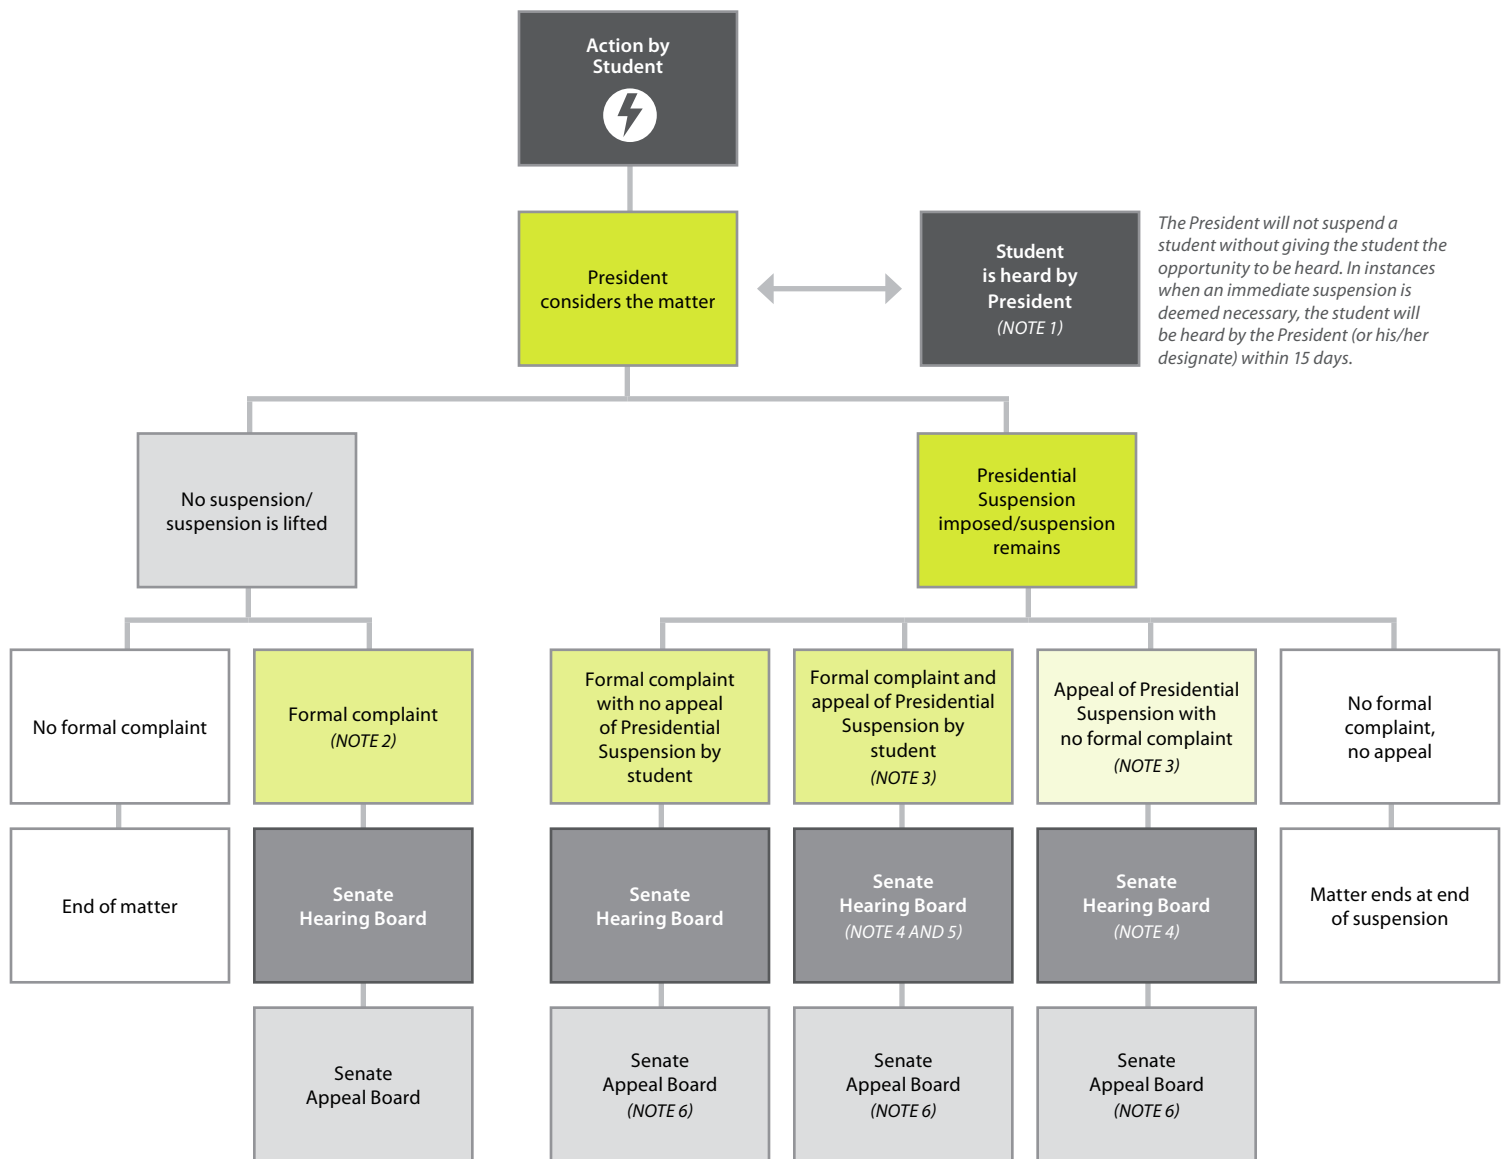 Action by
Student
President
considers the matter
Student
is heard by
President
(NOTE 1)
The President will not suspend a
student without giving the student the
opportunity to be heard. In instances
when an immediate suspension is
deemed necessary, the student will
be heard by the President (or his/her
designate) within 15 days.
No suspension/
suspension is lifted
Presidential
Suspension
imposed/suspension
remains
No formal complaint
Formal complaint
(NOTE 2)
Formal complaint
with no appeal
of Presidential
Suspension by
student
Formal complaint and
appeal of Presidential
Suspension by
student
(NOTE 3)
Appeal of Presidential
Suspension with
no formal complaint
(NOTE 3)
No formal
complaint,
no appeal
End of matter
Senate
Hearing Board
Senate
Hearing Board
Senate
Hearing Board
(NOTE 4 AND 5)
Senate
Hearing Board
(NOTE 4)
Matter ends at end
of suspension
Senate
Appeal Board
Senate
Appeal Board
(NOTE 6)
Senate
Appeal Board
(NOTE 6)
Senate
Appeal Board
(NOTE 6)